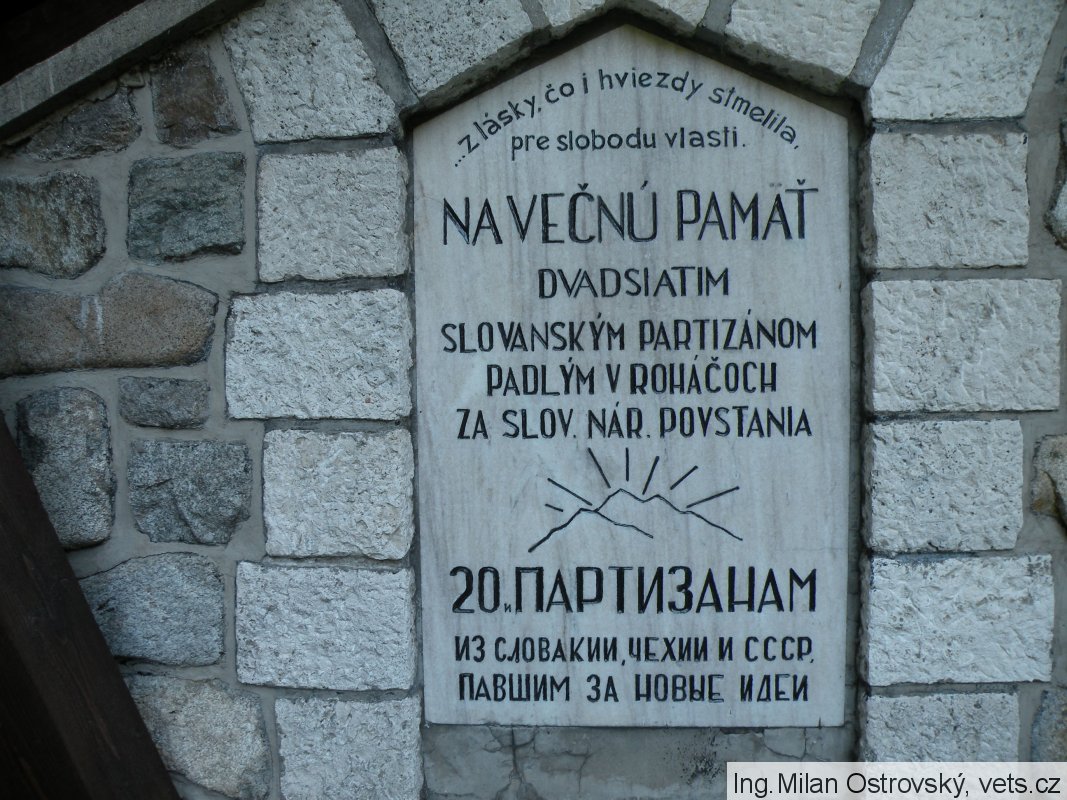 ...z lásky, čo i hviezdy stmelila,
pre slobodu vlasti.
NA VEČNÚ PAMÄŤ
DVADSIATIM
SLOVANSKÝM PARTIZÁNOM
PADLÝM V ROHÁČOCH
ZA SLOV. NÁR. POVSTANIA
20.и ПАРТИЗАНАМ
ИЗ СЛОВАКИИ, ЧЕХИИ И СССР,
ПАВШИМ ЗА НОВЫЕ ИДЕИ
Ing. Milan Ostrovský, vets.cz